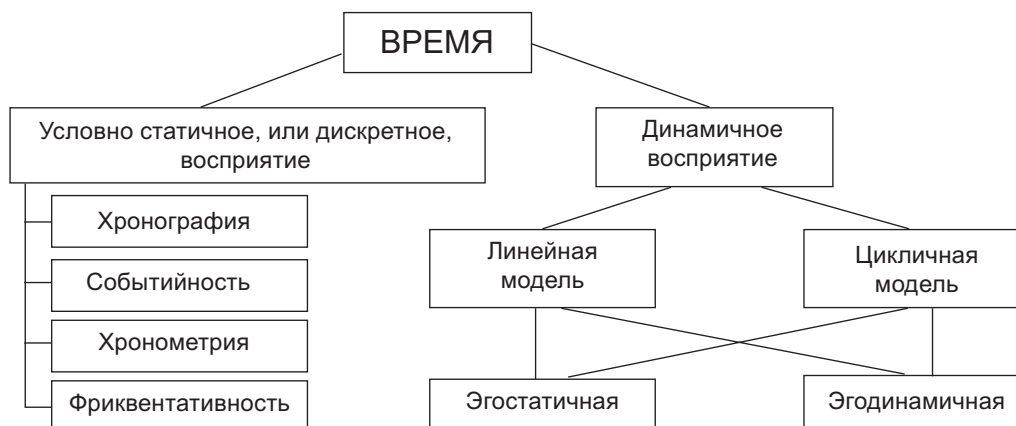 ВРЕМЯ
Условно статичное, или дискретное,
восприятие
Хронография
Событийность
Хронометрия
Фриквентативность
Динамичное
восприятие
Линейная
модель
Цикличная
модель
Эгостатичная
Эгодинамичная